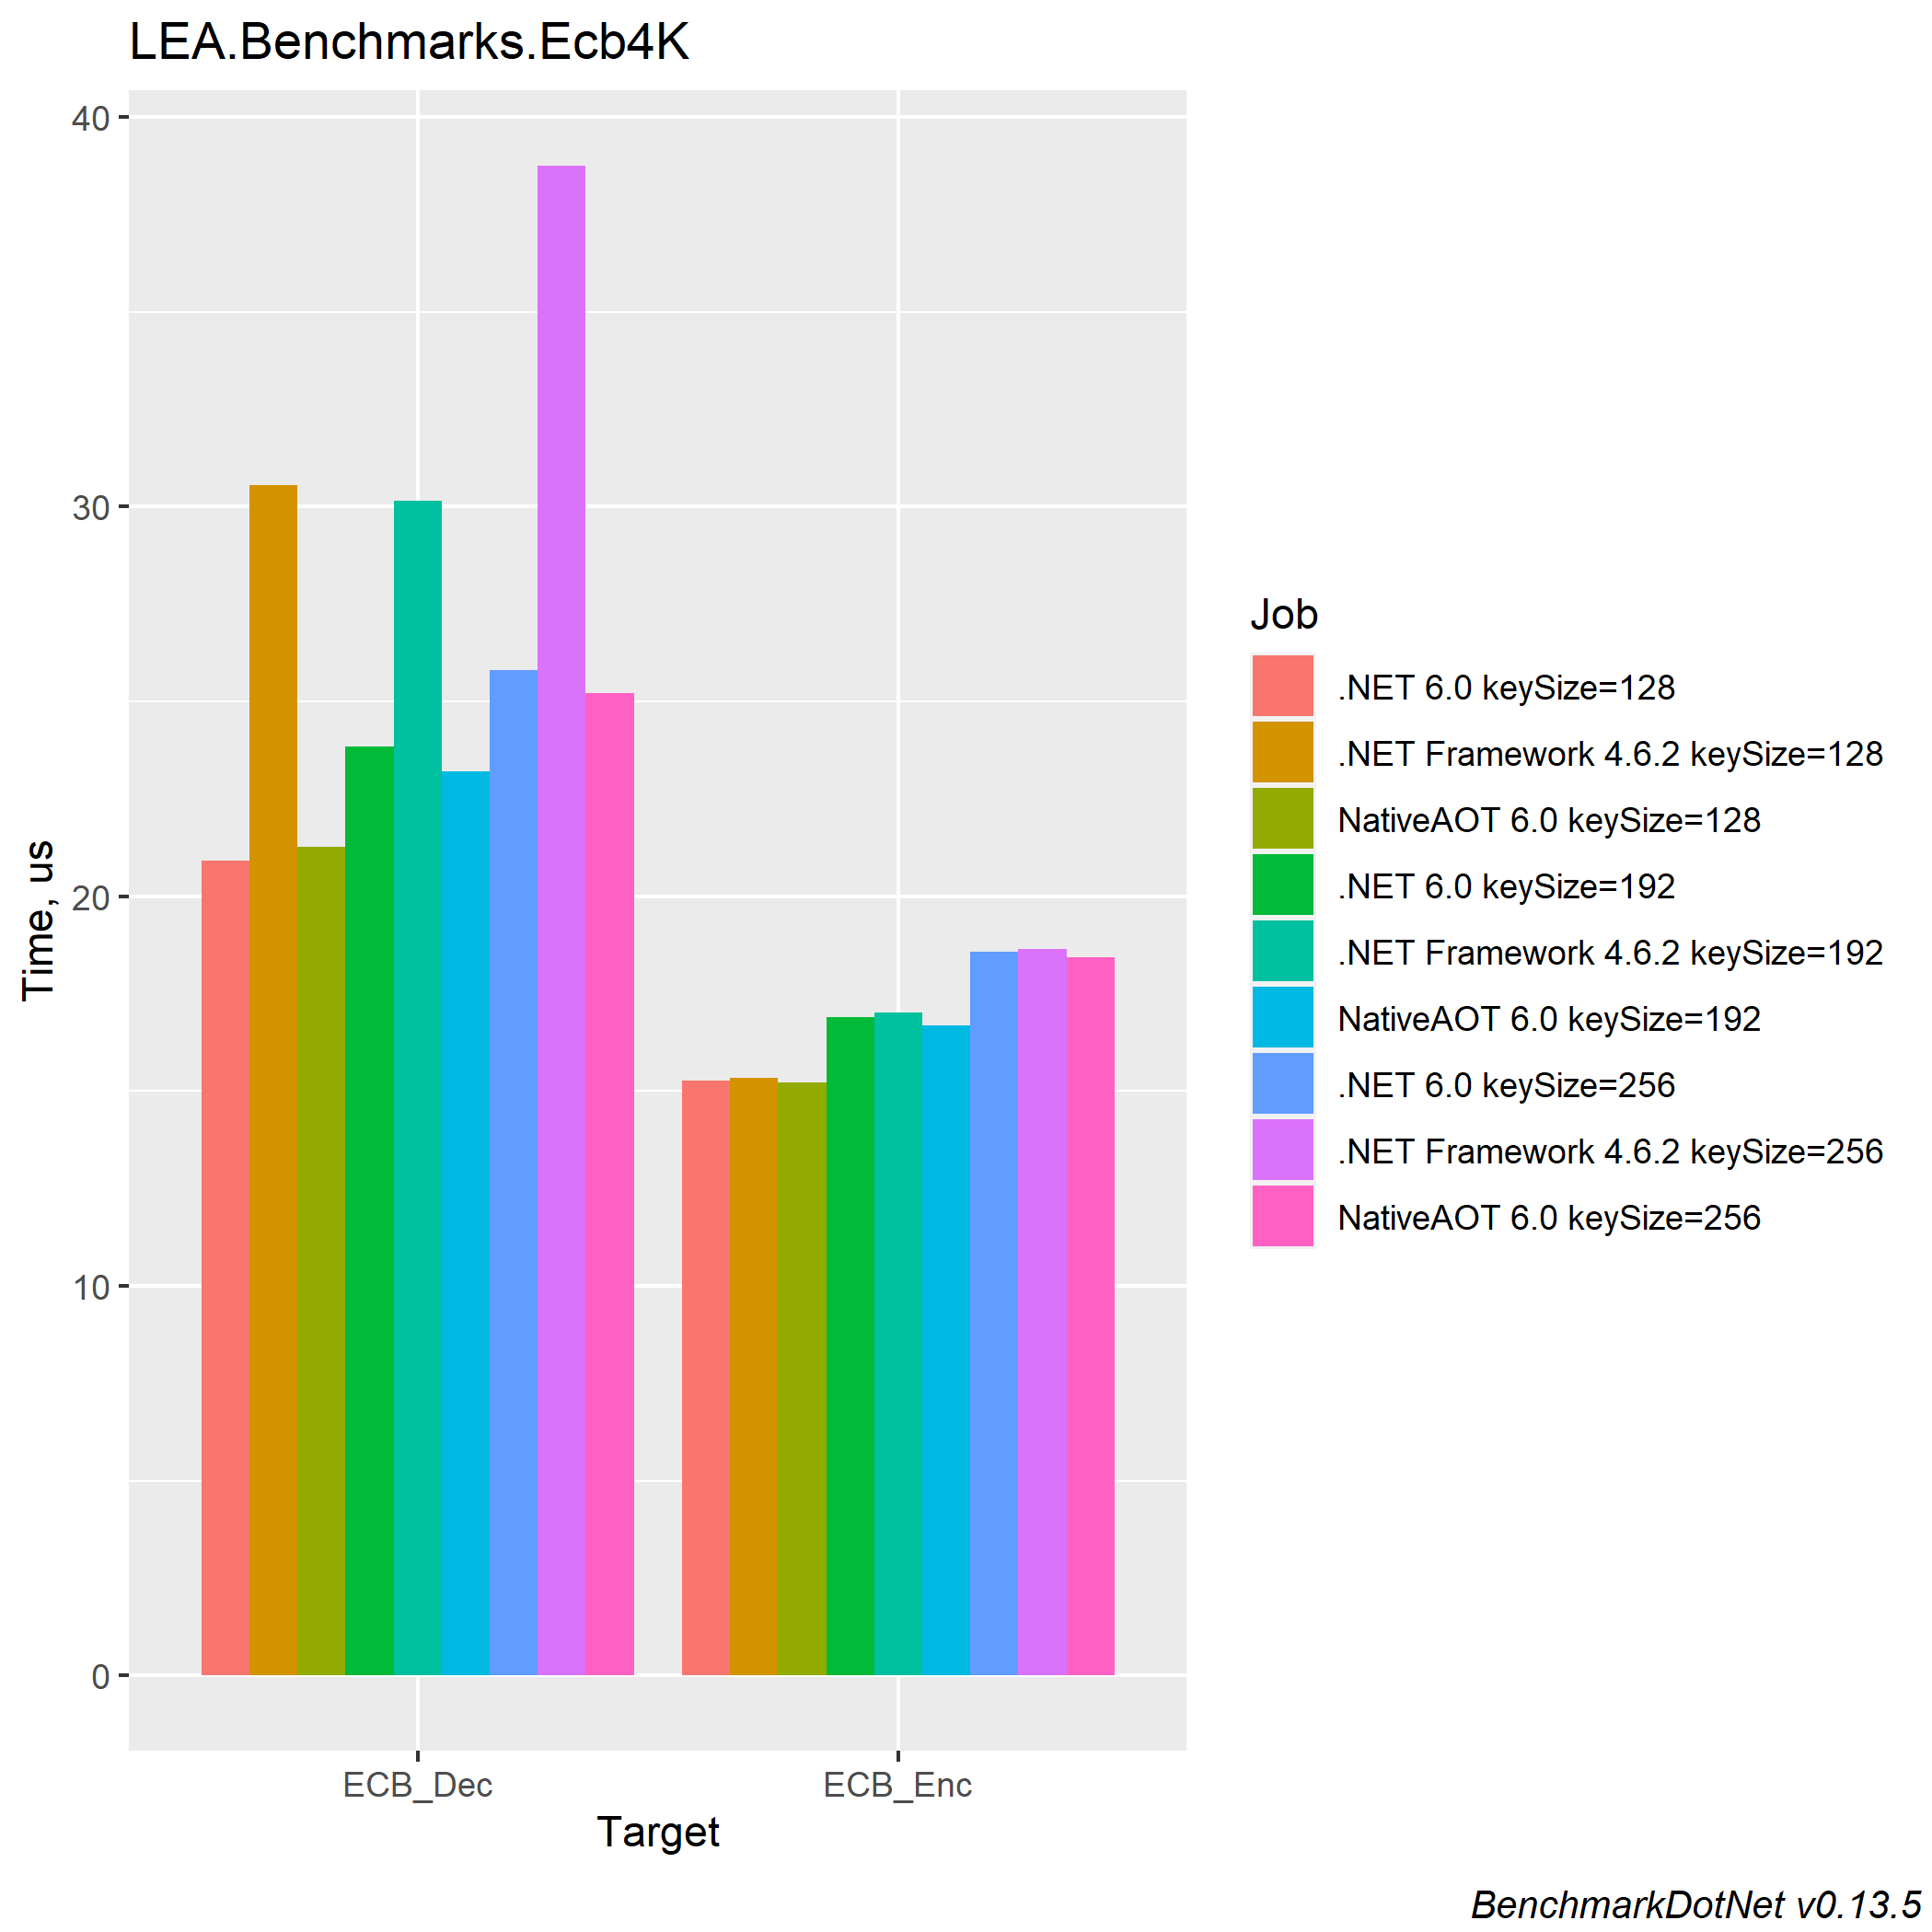 LEA.Benchmarks.Ecb4K
40
30
20
10
0
Time, us
ECB_Dec
ECB_Enc
Target
Job
.NET 6.0 keySize=128
.NET Framework 4.6.2 keySize=128
NativeAOT 6.0 keySize=128
.NET 6.0 keySize=192
.NET Framework 4.6.2 keySize=192
NativeAOT 6.0 keySize=192
.NET 6.0 keySize=256
.NET Framework 4.6.2 keySize=256
NativeAOT 6.0 keySize=256
BenchmarkDotNet v0.13.5